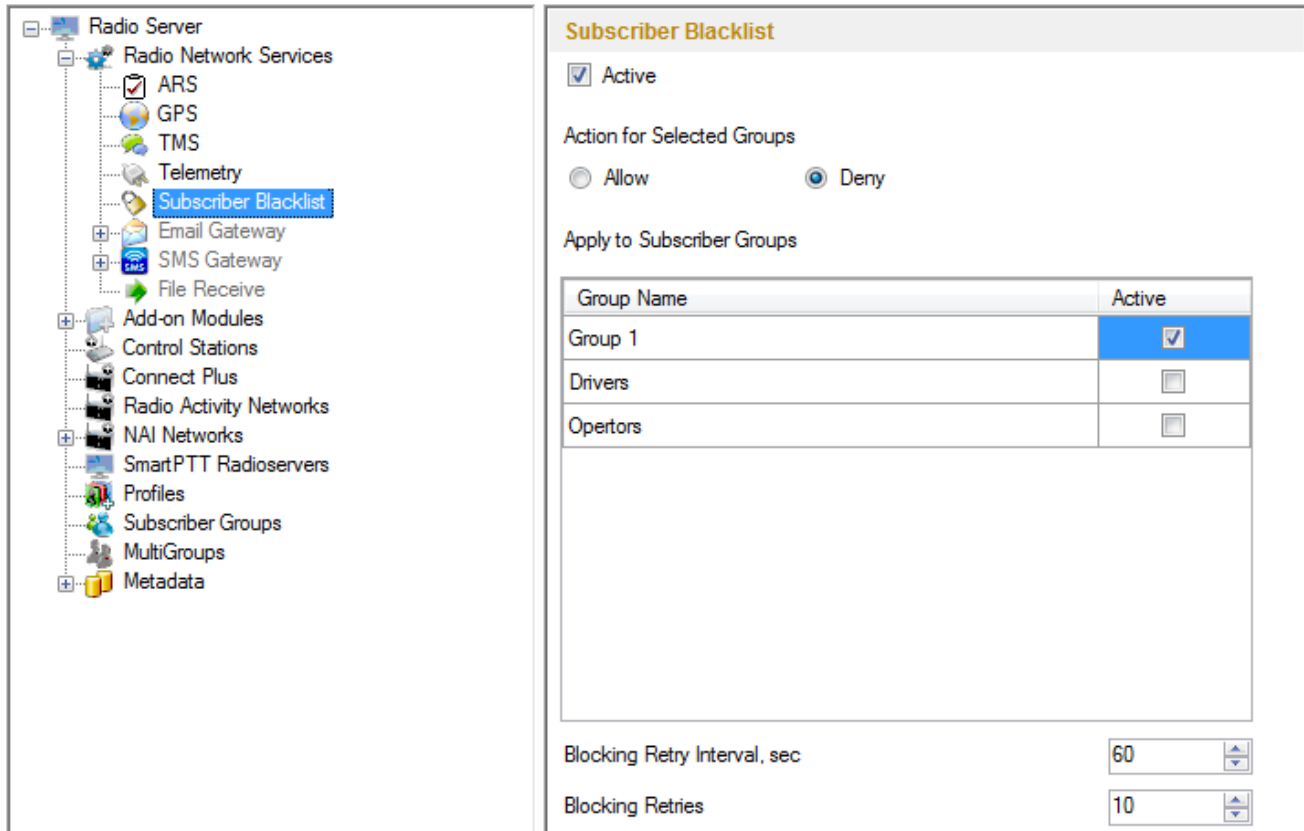 Radio Server
Radio Network Services
ARS
GPS
TMS
Telemetry
Subscriber Blacklist
Email Gateway
SMS Gateway
File Receive
Add-on Modules
Control Stations
Connect Plus
Radio Activity Networks
NAI Networks
SmartPTT Radioservers
Profiles
Subscriber Groups
MultiGroups
Metadata
Subscriber Blacklist
Active
Action for Selected Groups
Allow Deny
Apply to Subscriber Groups
Group Name Active
Group 1
Drivers
Opertors
Blocking Retry Interval, sec 60
Blocking Retries 10